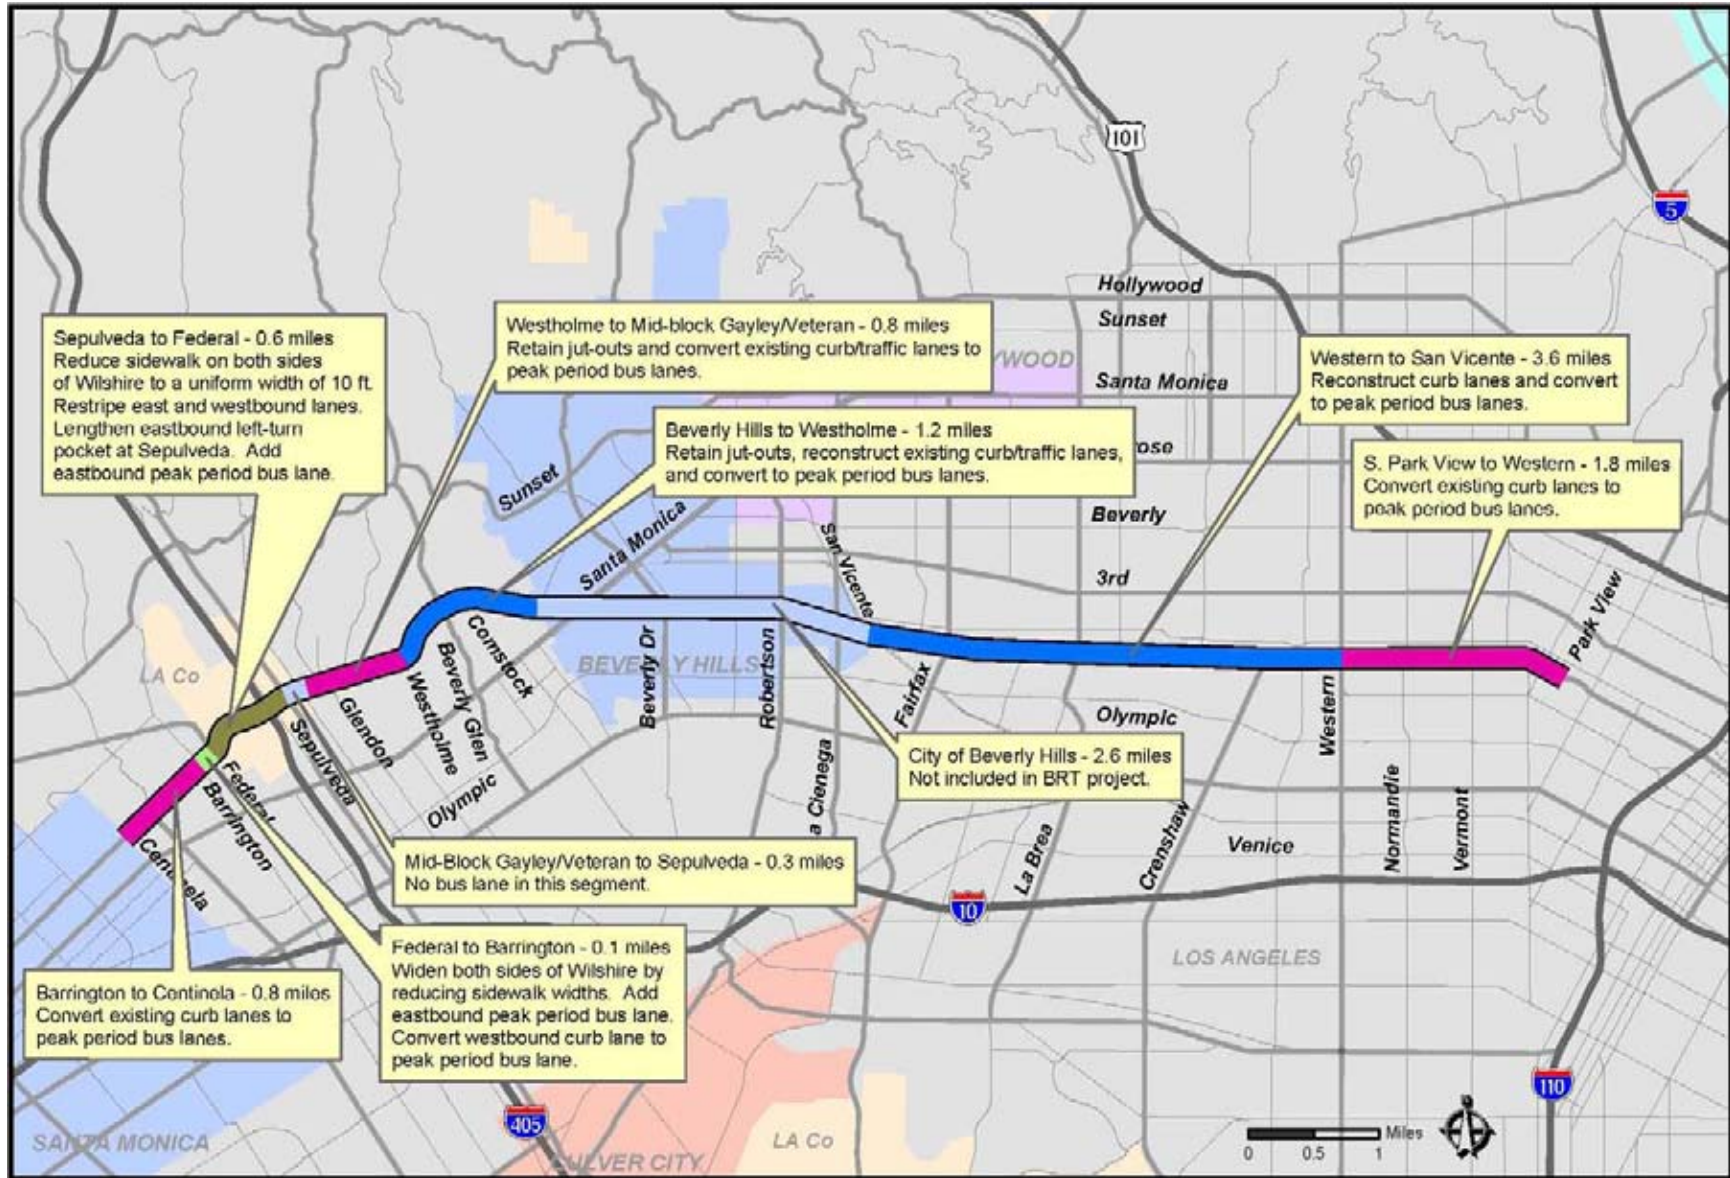 101
5
Hollywood
Sunset
YWOOD
Santa Monica
rose
Beverly
3rd
Sepulveda to Federal - 0.6 miles
Reduce sidewalk on both sides
of Wilshire to a uniform width of 10 ft.
Restripe east and westbound lanes.
Lengthen eastbound left-turn
pocket at Sepulveda. Add
eastbound peak period bus lane.
Westholme to Mid-block Gayley/Veteran - 0.8 miles
Retain jut-outs and convert existing curb/traffic lanes to
peak period bus lanes.
Beverly Hills to Westholme - 1.2 miles
Retain jut-outs, reconstruct existing curb/traffic lanes,
and convert to peak period bus lanes.
Western to San Vicente - 3.6 miles
Reconstruct curb lanes and convert
to peak period bus lanes.
S. Park View to Western - 1.8 miles
Convert existing curb lanes to
peak period bus lanes.
Sunset
Santa Monica
San Vicente
Park View
LA Co
BEVERLY HILLS
Comstock
Beverly Glen
Westholme
Glendon
Sepulveda
Federal
Barrington
Centinela
Olympic
Beverly Dr
Robertson
a Cienega
Fairfax
Olympic
Western
La Brea
Crenshaw
Venice
Normandie
Vermont
City of Beverly Hills - 2.6 miles
Not included in BRT project.
Mid-Block Gayley/Veteran to Sepulveda - 0.3 miles
No bus lane in this segment.
10
LOS ANGELES
Federal to Barrington - 0.1 miles
Widen both sides of Wilshire by
reducing sidewalk widths. Add
eastbound peak period bus lane.
Convert westbound curb lane to
peak period bus lane.
Barrington to Centinela - 0.8 miles
Convert existing curb lanes to
peak period bus lanes.
110
405
SANTA MONICA
CULVER CITY
LA Co
Miles
0 0.5 1